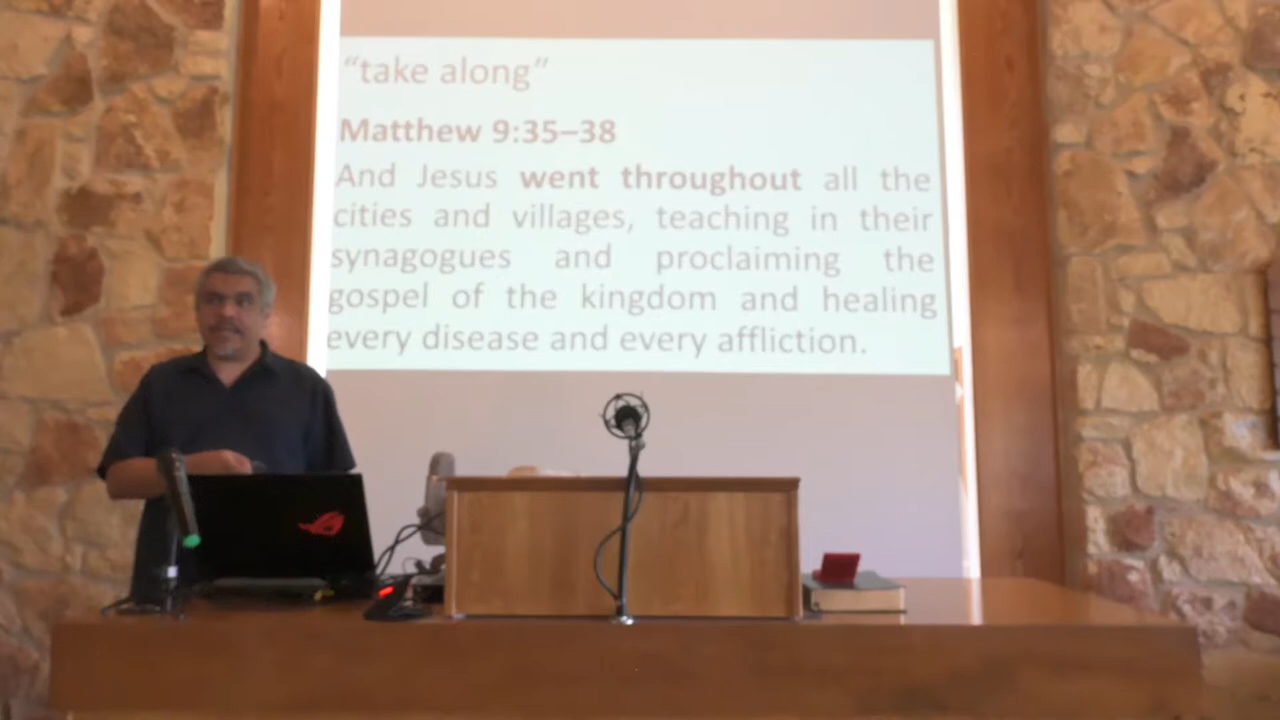 “take along”
Matthew 9:35–38
And Jesus went throughout all the
cities and villages, teaching in their
synagogues and proclaiming the
gospel of the kingdom and healing
every disease and every affliction.